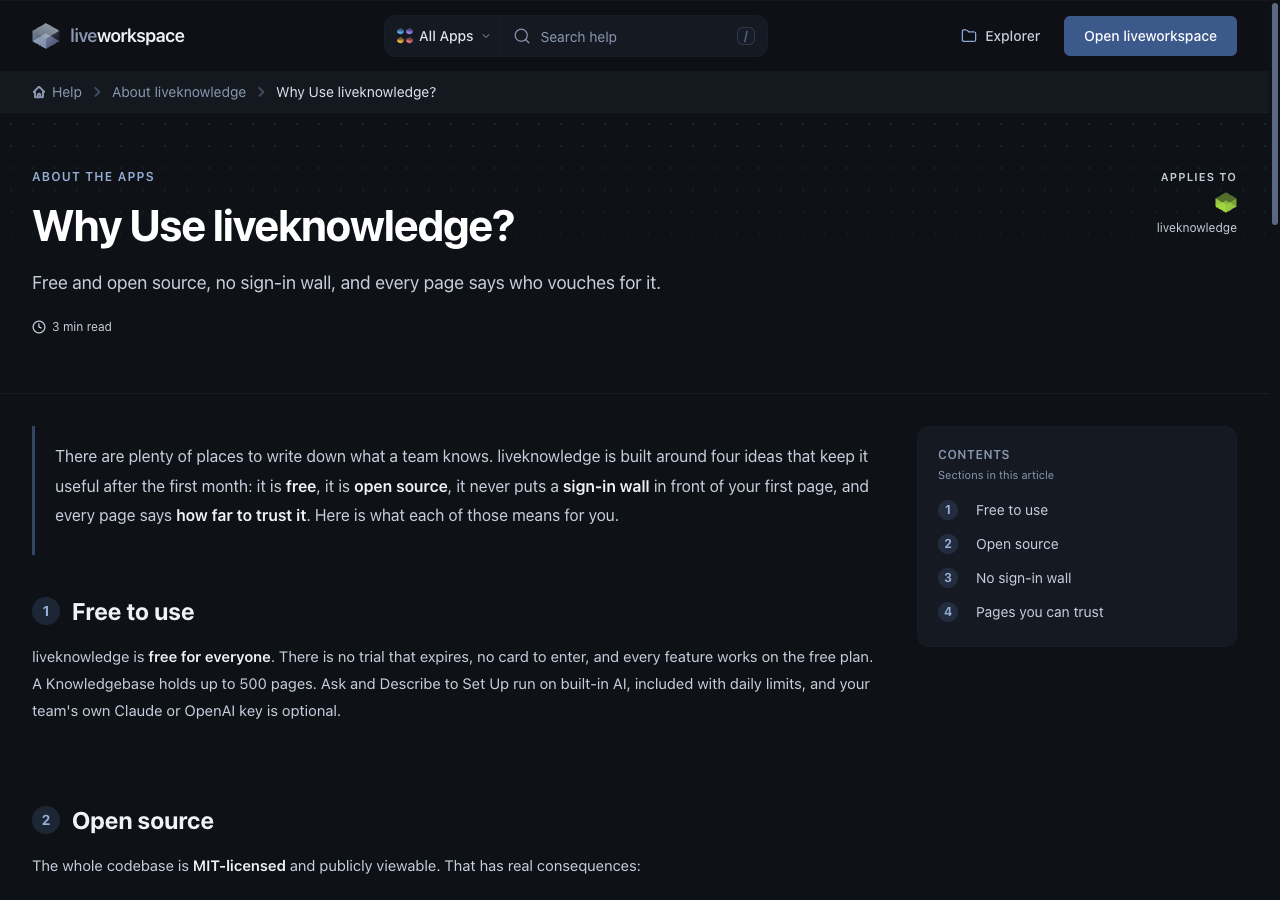 liveworkspace
All Apps
Search help
/
Explorer
Open liveworkspace
Help
About liveknowledge
Why Use liveknowledge?
ABOUT THE APPS
Why Use liveknowledge?
Free and open source, no sign-in wall, and every page says who vouches for it.
3 min read
APPLIES TO
liveknowledge
There are plenty of places to write down what a team knows. liveknowledge is built around four ideas that keep it
useful after the first month: it is free, it is open source, it never puts a sign-in wall in front of your first page, and
every page says how far to trust it. Here is what each of those means for you.
1 Free to use
liveknowledge is free for everyone. There is no trial that expires, no card to enter, and every feature works on the free plan.
A Knowledgebase holds up to 500 pages. Ask and Describe to Set Up run on built-in AI, included with daily limits, and your
team's own Claude or OpenAI key is optional.
2 Open source
The whole codebase is MIT-licensed and publicly viewable. That has real consequences:
CONTENTS
Sections in this article
1 Free to use
2 Open source
3 No sign-in wall
4 Pages you can trust